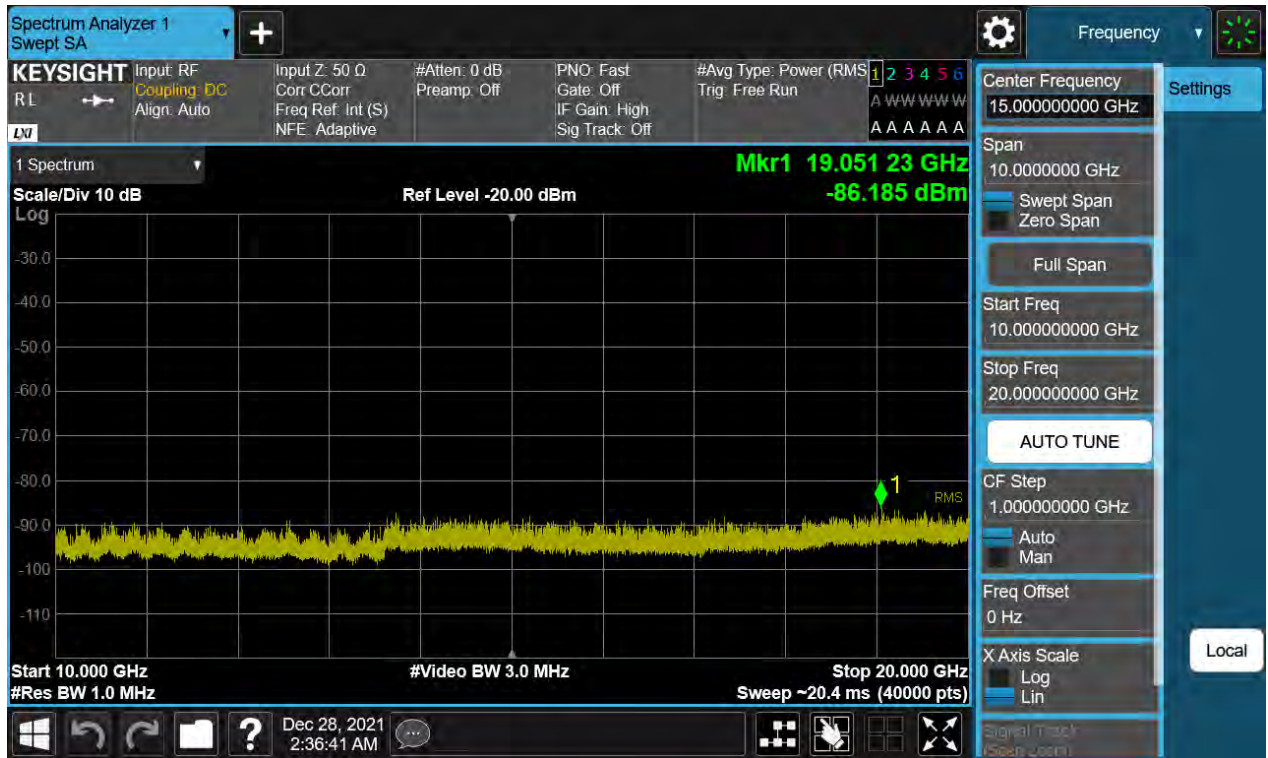 Spectrum Analyzer 1
Swept SA
+
Frequency
KEYSIGHT
RL
LXI
Input: RF
Coupling: DC
Align: Auto
Input Z: 50 Ω
Corr CCorr
Freq Ref: Int (S)
NFE: Adaptive
#Atten: 0 dB
Preamp: Off
PNO: Fast
Gate: Off
IF Gain: High
Sig Track: Off
#Avg Type: Power (RMS
Trig: Free Run
1 2 3 4 5 6
A W W W W W
A A A A A A
1 Spectrum
Scale/Div 10 dB
Ref Level -20.00 dBm
Mkr1 19.051 23 GHz
-86.185 dBm
Log
-30.0
-40.0
-50.0
-60.0
-70.0
-80.0
-90.0
-100
-110
1
RMS
Start 10.000 GHz
#Video BW 3.0 MHz
Stop 20.000 GHz
#Res BW 1.0 MHz
Sweep ~20.4 ms (40000 pts)
Dec 28, 2021
2:36:41 AM
?
Center Frequency
15.000000000 GHz
Settings
Span
10.0000000 GHz
Swept Span
Zero Span
Full Span
Start Freq
10.000000000 GHz
Stop Freq
20.000000000 GHz
AUTO TUNE
CF Step
1.000000000 GHz
Auto
Man
Freq Offset
0 Hz
X Axis Scale
Log
Lin
Local
Signal Track
(Span Zoom)